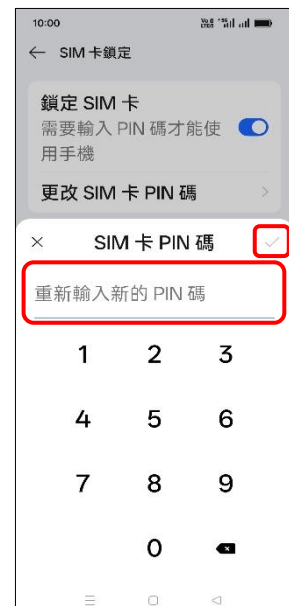 10:00
← SIM 卡鎖定
鎖定 SIM 卡
需要輸入 PIN 碼才能使
用手機
更改 SIM 卡 PIN 碼
× SIM 卡 PIN 碼 ✓
重新輸入新的 PIN 碼
1 2 3
4 5 6
7 8 9
0